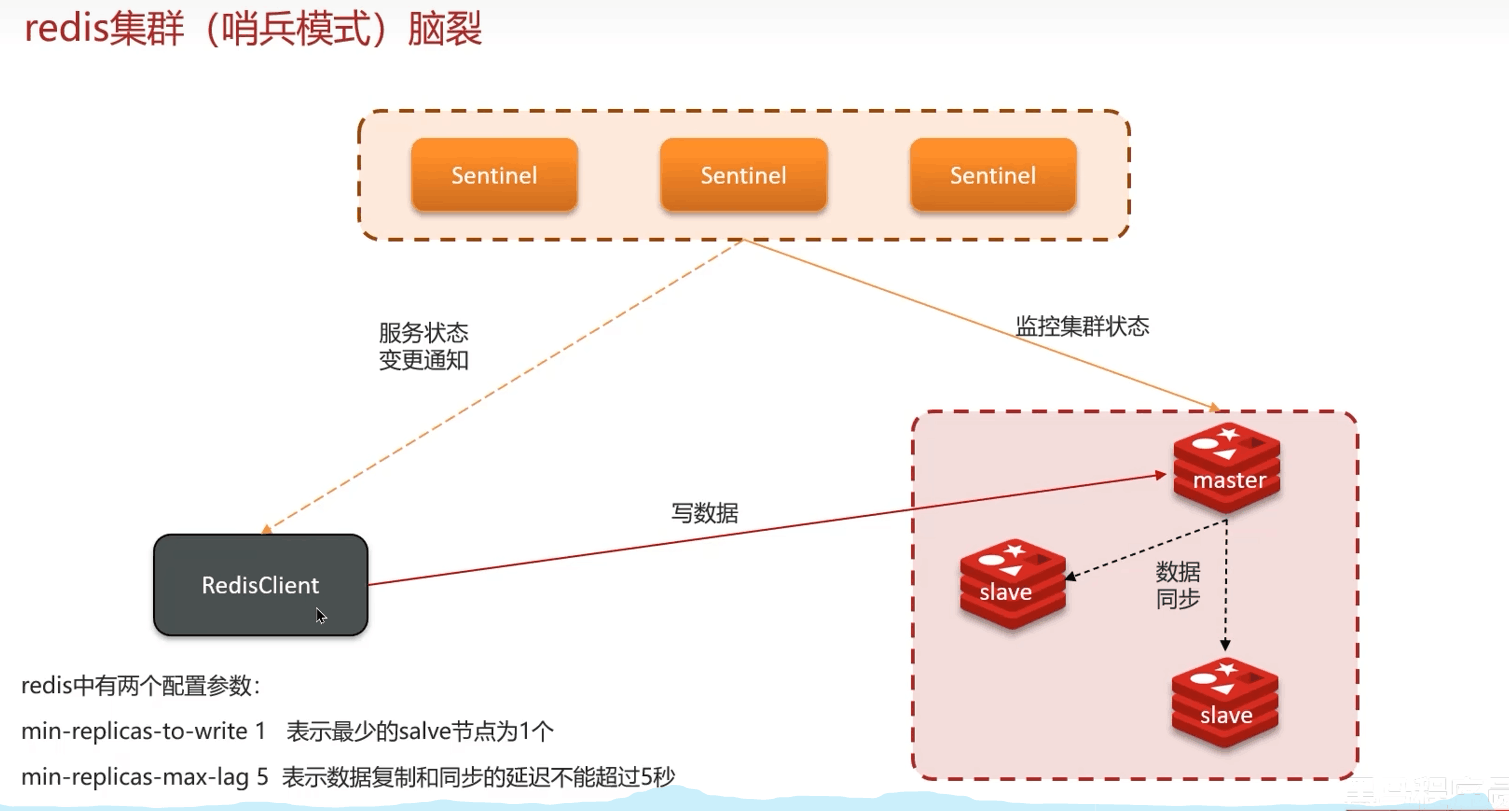 redis集群（哨兵模式）脑裂
Sentinel
Sentinel
Sentinel
服务状态
变更通知
监控集群状态
master
写数据
slave
数据
同步
RedisClient
slave
redis中有两个配置参数：
min-replicas-to-write 1 表示最少的salve节点为1个
min-replicas-max-lag 5 表示数据复制和同步的延迟不能超过5秒